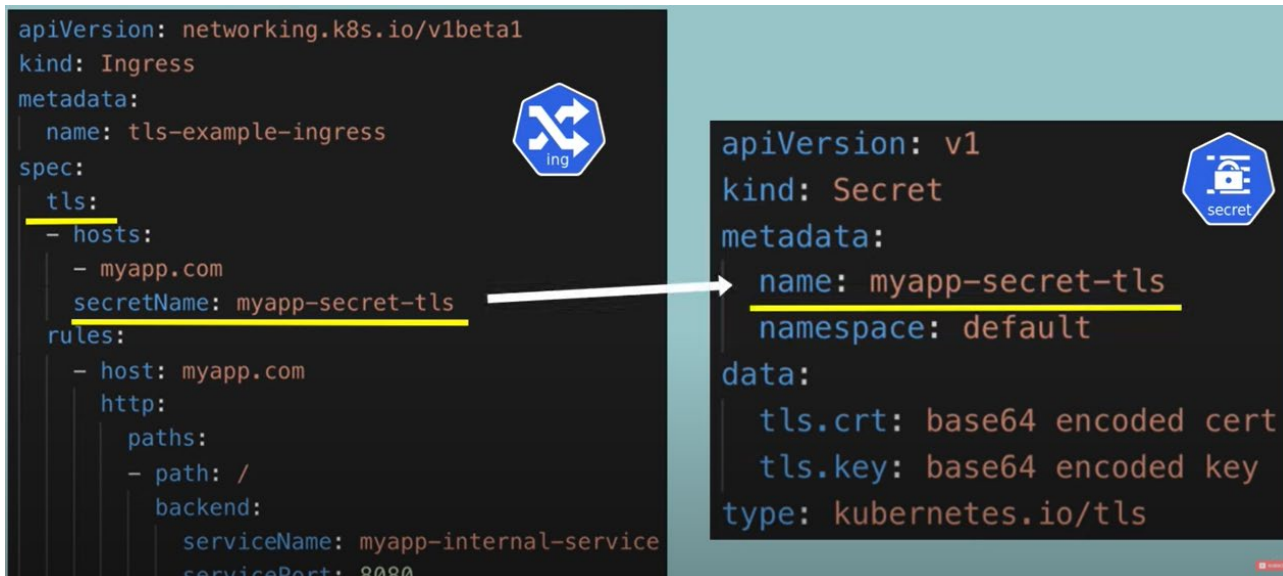 apiVersion: networking.k8s.io/v1beta1
kind: Ingress
metadata:
name: tls-example-ingress
spec:
tls:
- hosts:
- myapp.com
secretName: myapp-secret-tls
rules:
- host: myapp.com
http:
paths:
- path: /
backend:
serviceName: myapp-internal-service
servicePort: 8080
ing
apiVersion: v1
kind: Secret
metadata:
name: myapp-secret-tls
namespace: default
data:
tls.crt: base64 encoded cert
tls.key: base64 encoded key
type: kubernetes.io/tls
secret